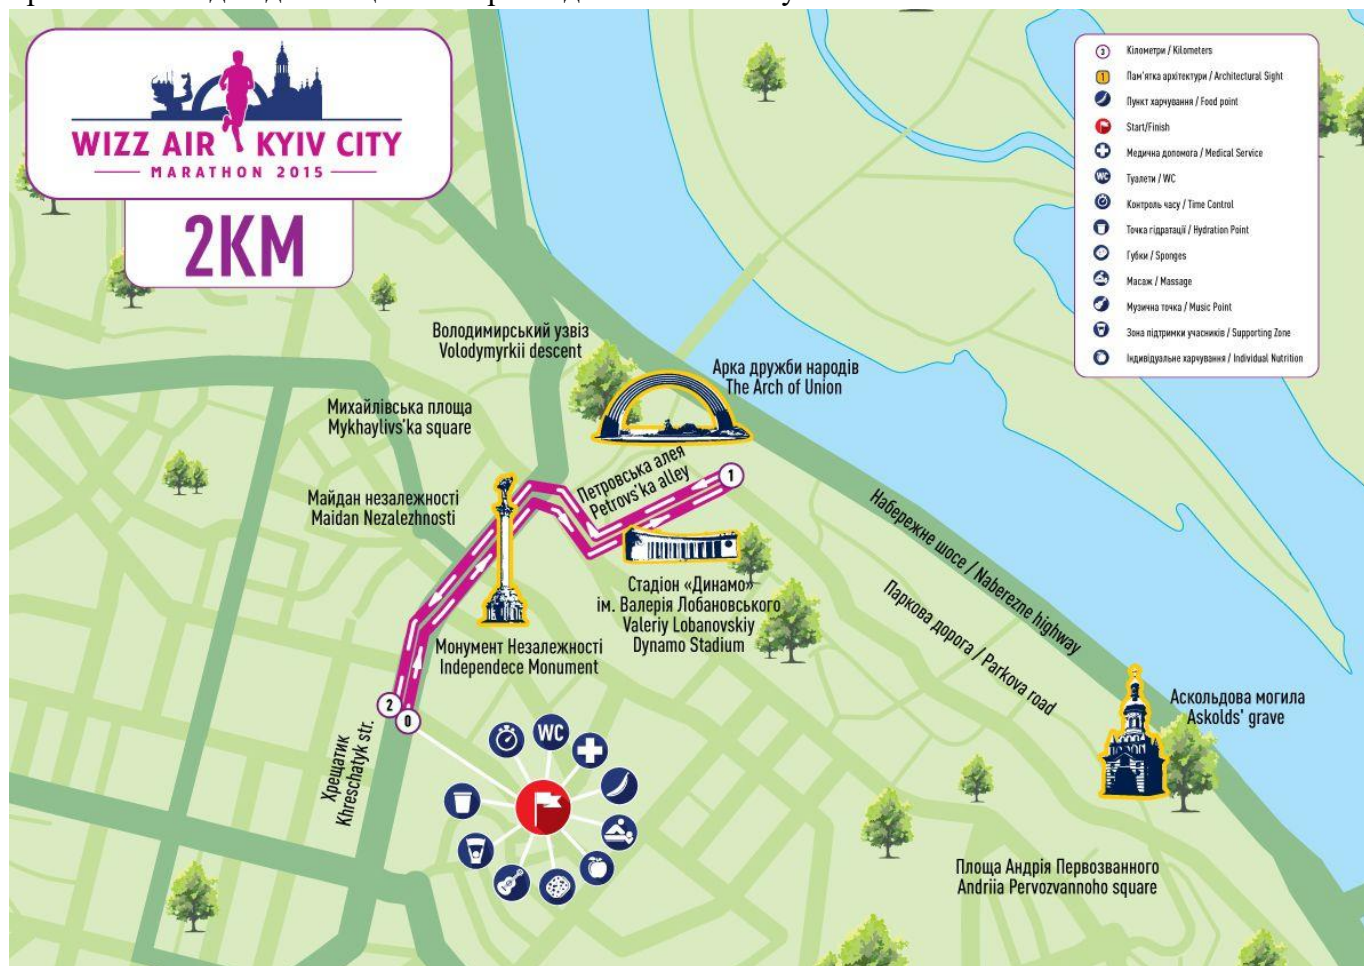 WIZZ AIR KYIV CITY
MARATHON 2015
2KM
3 Кілометри / Kilometers
1 Пам'ятка архітектури / Architectural Sight
Пункт харчування / Food point
Start/Finish
Медична допомога / Medical Service
WC Туалети / WC
Контроль часу / Time Control
Точка гідратації / Hydration Point
Губки / Sponges
Масаж / Massage
Музична точка / Music Point
Зона підтримки учасників / Supporting Zone
Індивідуальне харчування / Individual Nutrition
Володимирський узвіз
Volodymyrkii descent
Арка дружби народів
The Arch of Union
Михайлівська площа
Mykhaylivs'ka square
Петровська алея
Petrovs'ka alley
1
Майдан незалежності
Maidan Nezalezhnosti
Набережне шосе / Naberezne highway
Стадіон «Динамо»
ім. Валерія Лобановського
Valeriy Lobanovskiy
Dynamo Stadium
Паркова дорога / Parkova road
Монумент Незалежності
Independece Monument
Аскольдова могила
Askolds' grave
2
0
Хрещатик
Khreschatyk str.
WC
Площа Андрія Первозванного
Andriia Pervozvannoho square